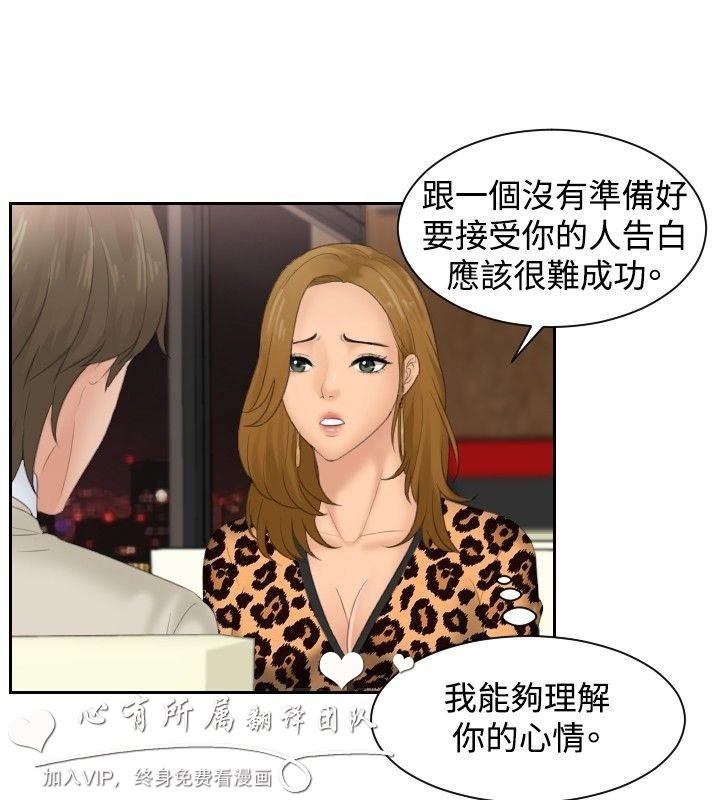 跟一個沒有準備好
要接受你的人告白
應該很難成功。
我能夠理解
你的心情。
心有所属翻译团队
加入VIP，终身免费看漫画